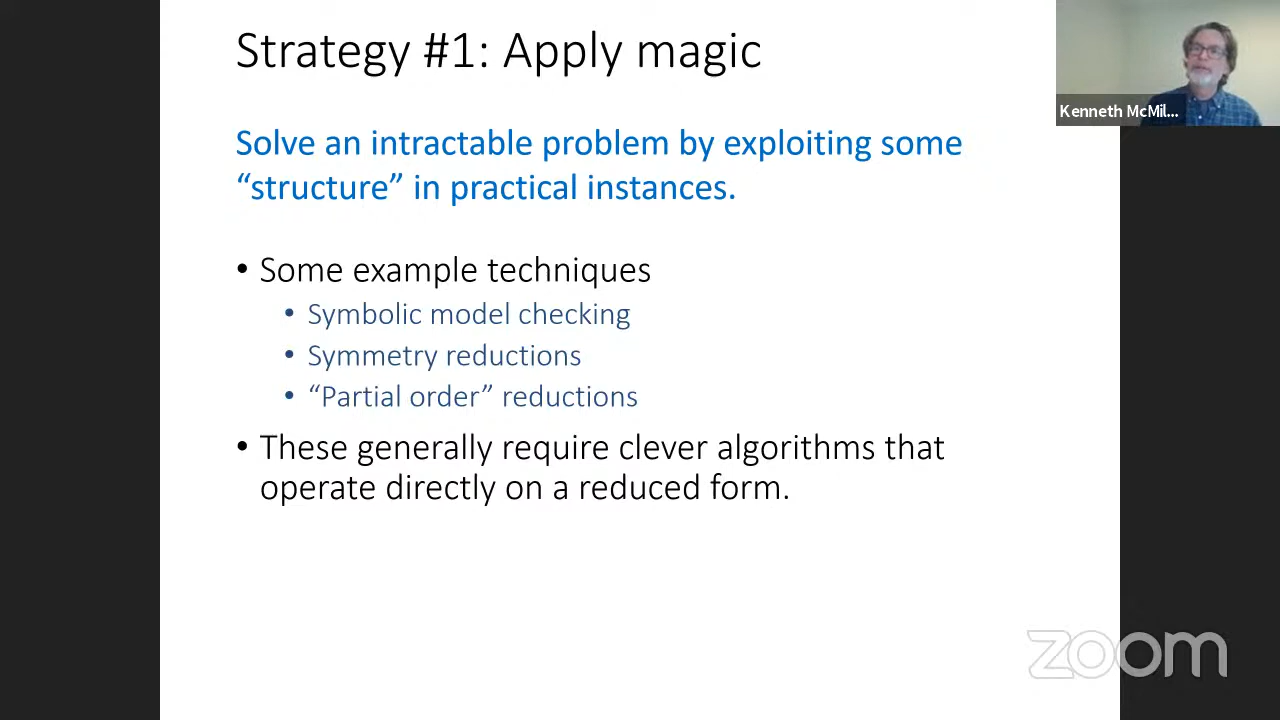 Strategy #1: Apply magic
Kenneth McMil...
Solve an intractable problem by exploiting some
“structure” in practical instances.
• Some example techniques
• Symbolic model checking
• Symmetry reductions
• “Partial order” reductions
• These generally require clever algorithms that
operate directly on a reduced form.
zoom